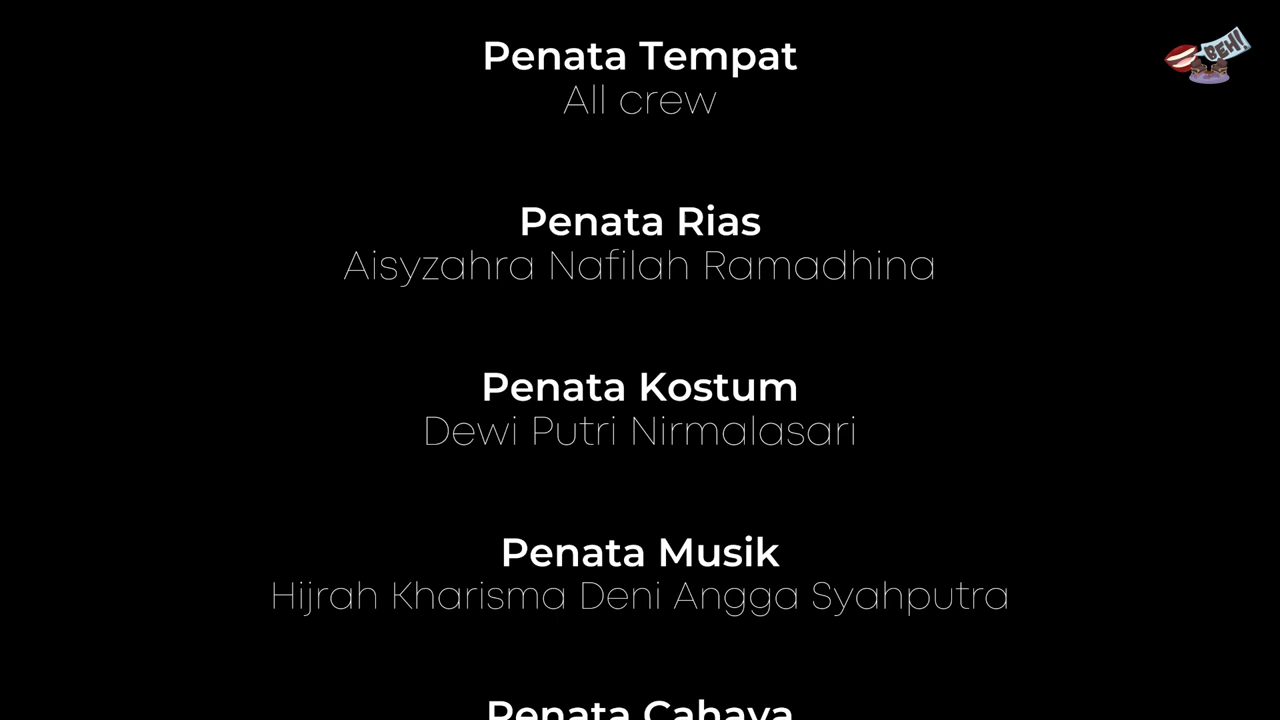 Penata Tempat
All crew
BEH!
Penata Rias
Aisyzahra Nafilah Ramadhina
Penata Kostum
Dewi Putri Nirmalasari
Penata Musik
Hijrah Kharisma Deni Angga Syahputra
Penata Cahaya